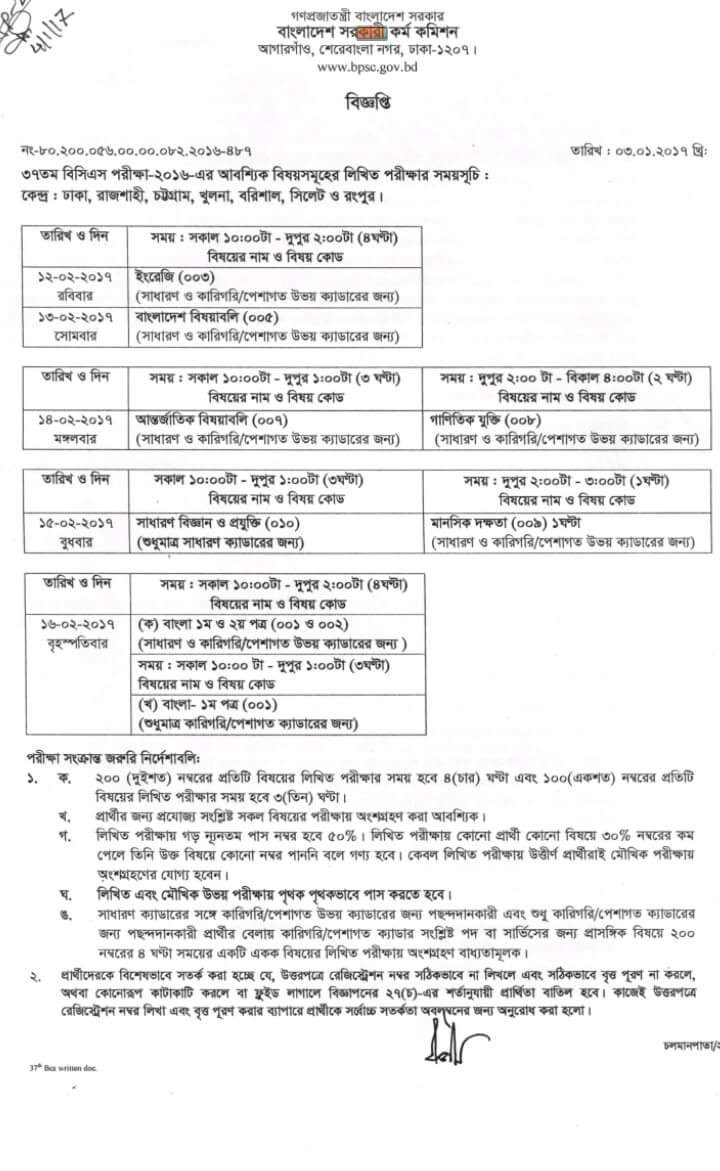 4/1/17
গণপ্রজাতন্ত্রী বাংলাদেশ সরকার
বাংলাদেশ সরকারী কর্ম কমিশন
আগারগাঁও, শেরেবাংলা নগর, ঢাকা-১২০৭।
www.bpsc.gov.bd
বিজ্ঞপ্তি
নং-৮০.২০০.০৫৬.০০.০০.০৮২.২০১৬-৪৮৭ তারিখ : ০৩.০১.২০১৭ খ্রি:
৩৭তম বিসিএস পরীক্ষা-২০১৬-এর আবশ্যিক বিষয়সমূহের লিখিত পরীক্ষার সময়সূচি :
কেন্দ্র : ঢাকা, রাজশাহী, চট্টগ্রাম, খুলনা, বরিশাল, সিলেট ও রংপুর।
তারিখ ও দিন সময় : সকাল ১০:০০টা - দুপুর ২:০০টা (৪ঘণ্টা)
বিষয়ের নাম ও বিষয় কোড
১২-০২-২০১৭ ইংরেজি (০০৩)
রবিবার (সাধারণ ও কারিগরি/পেশাগত উভয় ক্যাডারের জন্য)
১৩-০২-২০১৭ বাংলাদেশ বিষয়াবলি (০০৫)
সোমবার (সাধারণ ও কারিগরি/পেশাগত উভয় ক্যাডারের জন্য)
তারিখ ও দিন সময় : সকাল ১০:০০টা - দুপুর ১:০০টা (৩ ঘণ্টা) সময় : দুপুর ২:০০ টা - বিকাল ৪:০০টা (২ ঘণ্টা)
বিষয়ের নাম ও বিষয় কোড বিষয়ের নাম ও বিষয় কোড
১৪-০২-২০১৭ আন্তর্জাতিক বিষয়াবলি (০০৭) গাণিতিক যুক্তি (০০৮)
মঙ্গলবার (সাধারণ ও কারিগরি/পেশাগত উভয় ক্যাডারের জন্য) (সাধারণ ও কারিগরি/পেশাগত উভয় ক্যাডারের জন্য)
তারিখ ও দিন সকাল ১০:০০টা - দুপুর ১:০০টা (৩ঘণ্টা) সময় : দুপুর ২:০০টা - ৩:০০টা (১ঘণ্টা)
বিষয়ের নাম ও বিষয় কোড বিষয়ের নাম ও বিষয় কোড
১৫-০২-২০১৭ সাধারণ বিজ্ঞান ও প্রযুক্তি (০১০) মানসিক দক্ষতা (০০৯) ১ঘণ্টা
বুধবার (শুধুমাত্র সাধারণ ক্যাডারের জন্য) (সাধারণ ও কারিগরি/পেশাগত উভয় ক্যাডারের জন্য)
তারিখ ও দিন সময় : সকাল ১০:০০টা - দুপুর ২:০০টা (৪ঘণ্টা)
বিষয়ের নাম ও বিষয় কোড
১৬-০২-২০১৭ (ক) বাংলা ১ম ও ২য় পত্র (০০১ ও ০০২)
বৃহস্পতিবার (সাধারণ ও কারিগরি/পেশাগত উভয় ক্যাডারের জন্য )
সময় : সকাল ১০:০০ টা - দুপুর ১:০০টা (৩ঘণ্টা)
বিষয়ের নাম ও বিষয় কোড
(খ) বাংলা- ১ম পত্র (০০১)
(শুধুমাত্র কারিগরি/পেশাগত ক্যাডারের জন্য)
পরীক্ষা সংক্রান্ত জরুরি নির্দেশাবলি:
১. ক. ২০০ (দুইশত) নম্বরের প্রতিটি বিষয়ের লিখিত পরীক্ষার সময় হবে ৪(চার) ঘণ্টা এবং ১০০(একশত) নম্বরের প্রতিটি
বিষয়ের লিখিত পরীক্ষার সময় হবে ৩(তিন) ঘণ্টা।
খ. প্রার্থীর জন্য প্রযোজ্য সংশ্লিষ্ট সকল বিষয়ের পরীক্ষায় অংশগ্রহণ করা আবশ্যিক।
গ. লিখিত পরীক্ষায় গড় ন্যূনতম পাস নম্বর হবে ৫০%। লিখিত পরীক্ষায় কোনো প্রার্থী কোনো বিষয়ে ৩০% নম্বরের কম
পেলে তিনি উক্ত বিষয়ে কোনো নম্বর পাননি বলে গণ্য হবে। কেবল লিখিত পরীক্ষায় উত্তীর্ণ প্রার্থীরাই মৌখিক পরীক্ষায়
অংশগ্রহণের যোগ্য হবেন।
ঘ. লিখিত এবং মৌখিক উভয় পরীক্ষায় পৃথক পৃথকভাবে পাস করতে হবে।
ঙ. সাধারণ ক্যাডারের সঙ্গে কারিগরি/পেশাগত উভয় ক্যাডারের জন্য পছন্দদানকারী এবং শুধু কারিগরি/পেশাগত ক্যাডারের
জন্য পছন্দদানকারী প্রার্থীর বেলায় কারিগরি/পেশাগত ক্যাডার সংশ্লিষ্ট পদ বা সার্ভিসের জন্য প্রাসঙ্গিক বিষয়ে ২০০
নম্বরের ৪ ঘণ্টা সময়ের একটি একক বিষয়ের লিখিত পরীক্ষায় অংশগ্রহণ বাধ্যতামূলক।
২. প্রার্থীদেরকে বিশেষভাবে সতর্ক করা হচ্ছে যে, উত্তরপত্রে রেজিস্ট্রেশন নম্বর সঠিকভাবে না লিখলে এবং সঠিকভাবে বৃত্ত পূরণ না করলে,
অথবা কোনোরূপ কাটাকাটি করলে বা ফ্লুইড লাগালে বিজ্ঞাপনের ২৭(চ)-এর শর্তানুযায়ী প্রার্থিতা বাতিল হবে। কাজেই উত্তরপত্রে
রেজিস্ট্রেশন নম্বর লিখা এবং বৃত্ত পূরণ করার ব্যাপারে প্রার্থীকে সর্বোচ্চ সতর্কতা অবলম্বনের জন্য অনুরোধ করা হলো।
চলমানপাতা/২
37th Bcs written doc.